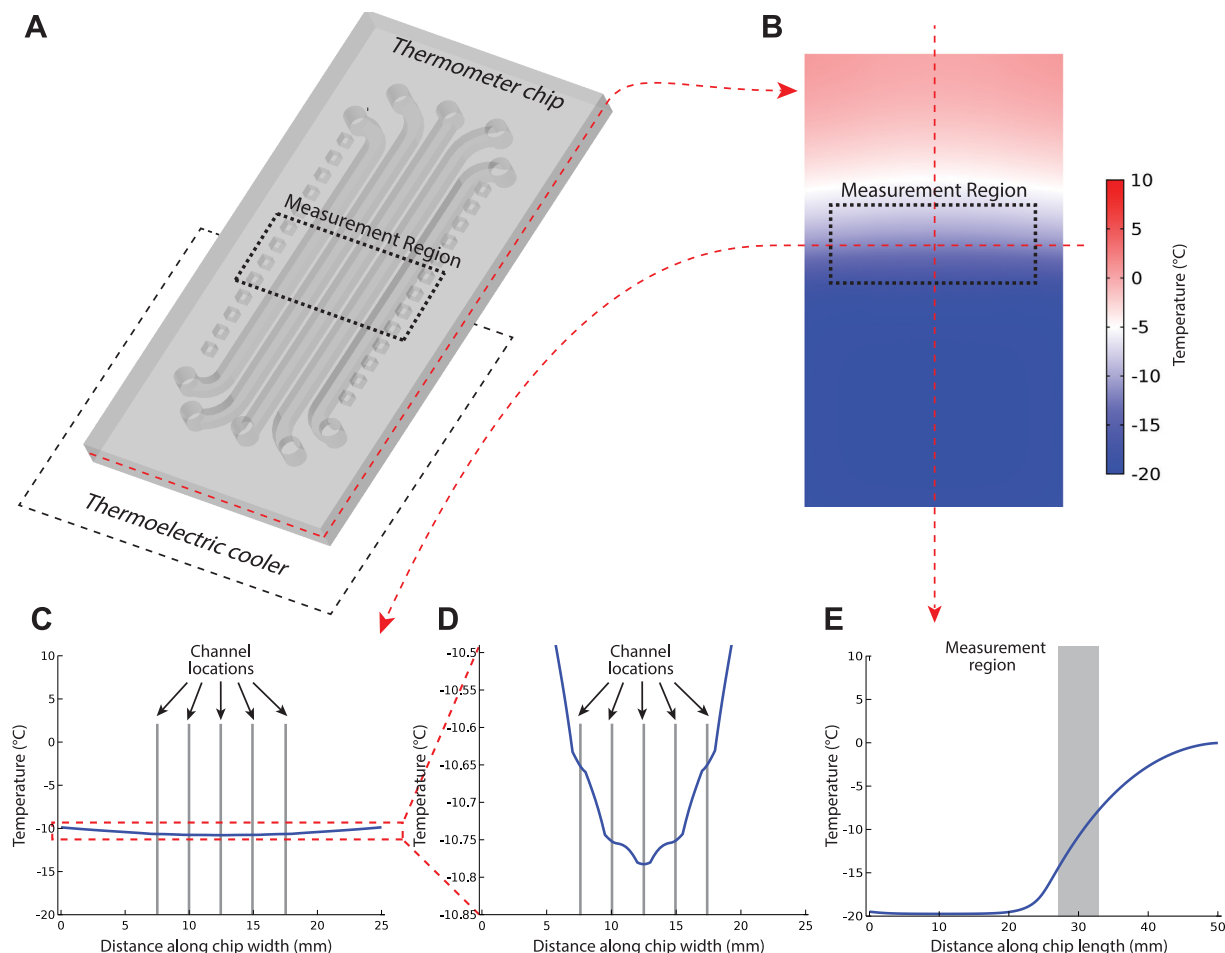 A
Thermometer chip
Measurement Region
Thermoelectric cooler
B
Measurement Region
10
5
0
-5
-10
-15
-20
Temperature (°C)
C
Channel
locations
10
5
0
-5
-10
-15
-20
Temperature (°C)
0
5
10
15
20
25
Distance along chip width (mm)
D
Channel
locations
-10.5
-10.55
-10.6
-10.65
-10.7
-10.75
-10.8
-10.85
Temperature (°C)
0
5
10
15
20
25
Distance along chip width (mm)
E
Measurement
region
10
5
0
-5
-10
-15
-20
Temperature (°C)
0
10
20
30
40
50
Distance along chip length (mm)